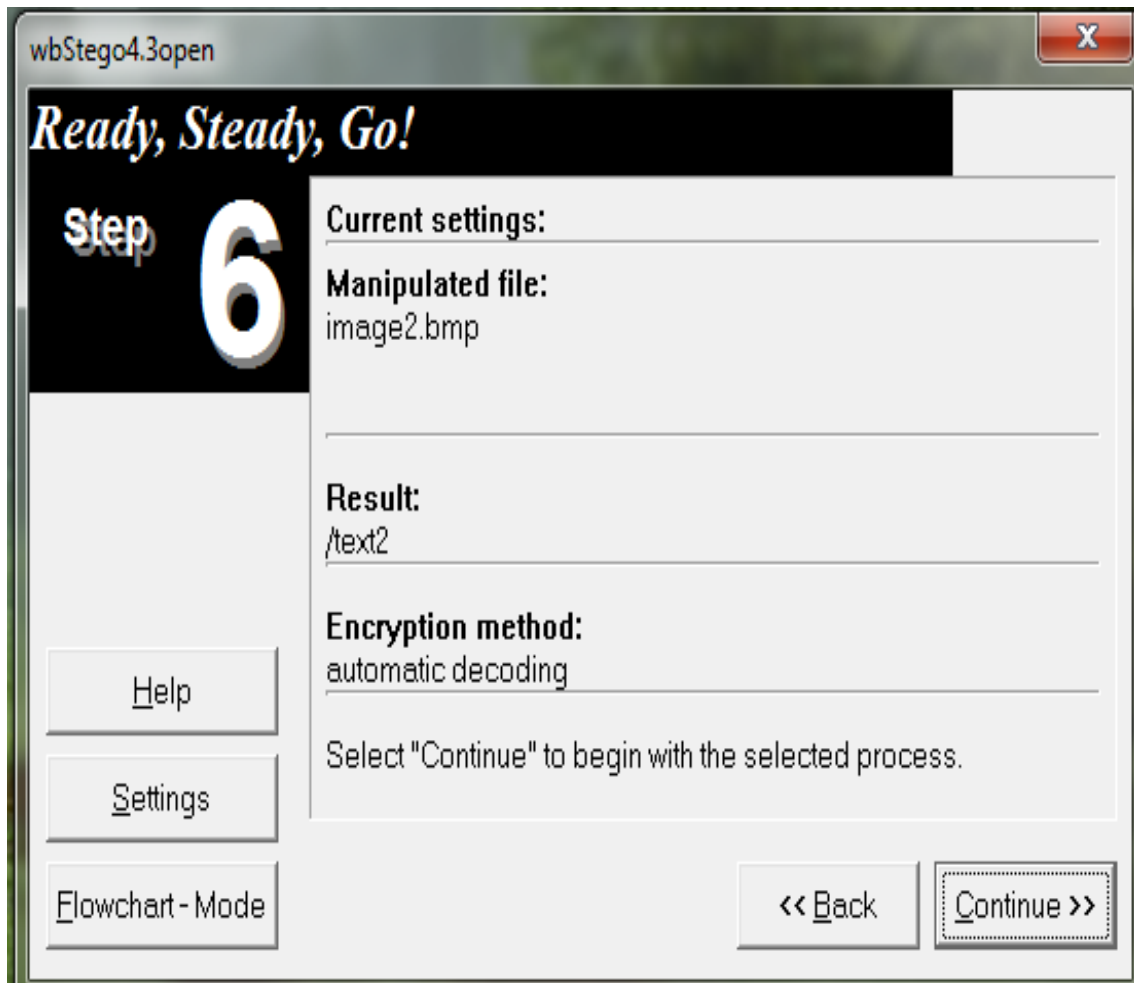 wbStego4.3open
X
Ready, Steady, Go!
Step 6
Current settings:
Manipulated file:
image2.bmp
Result:
/text2
Encryption method:
automatic decoding
Select "Continue" to begin with the selected process.
Help
Settings
Flowchart - Mode
<< Back
Continue >>